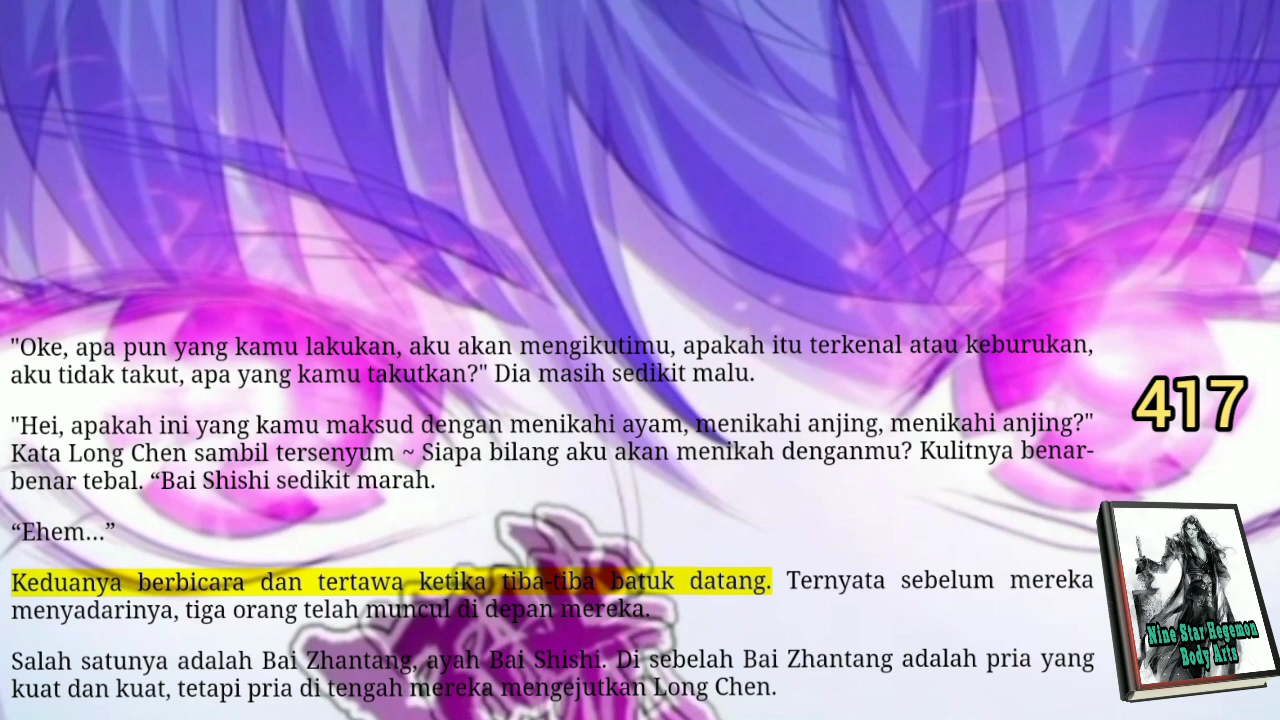 "Oke, apa pun yang kamu lakukan, aku akan mengikutimu, apakah itu terkenal atau keburukan,
aku tidak takut, apa yang kamu takutkan?" Dia masih sedikit malu.
"Hei, apakah ini yang kamu maksud dengan menikahi ayam, menikahi anjing, menikahi anjing?"
Kata Long Chen sambil tersenyum ~ Siapa bilang aku akan menikah denganmu? Kulitnya benar-
benar tebal. “Bai Shishi sedikit marah.
“Ehem...”
Keduanya berbicara dan tertawa ketika tiba-tiba batuk datang. Ternyata sebelum mereka
menyadarinya, tiga orang telah muncul di depan mereka.
Salah satunya adalah Bai Zhantang, ayah Bai Shishi. Di sebelah Bai Zhantang adalah pria yang
kuat dan kuat, tetapi pria di tengah mereka mengejutkan Long Chen.
417
Nine Star Hegemon
Body Arts